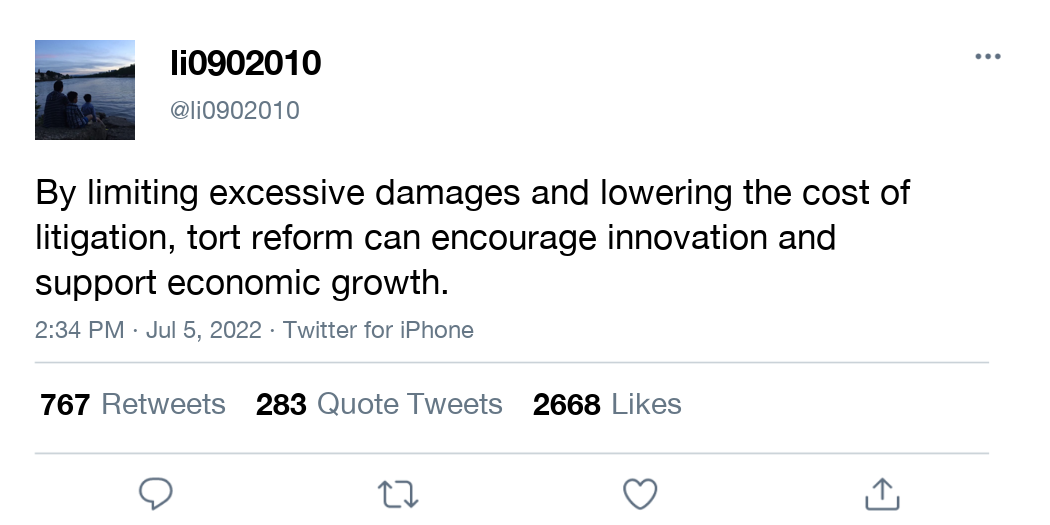 li0902010
@li0902010
By limiting excessive damages and lowering the cost of
litigation, tort reform can encourage innovation and
support economic growth.
2:34 PM · Jul 5, 2022 · Twitter for iPhone
767 Retweets 283 Quote Tweets 2668 Likes